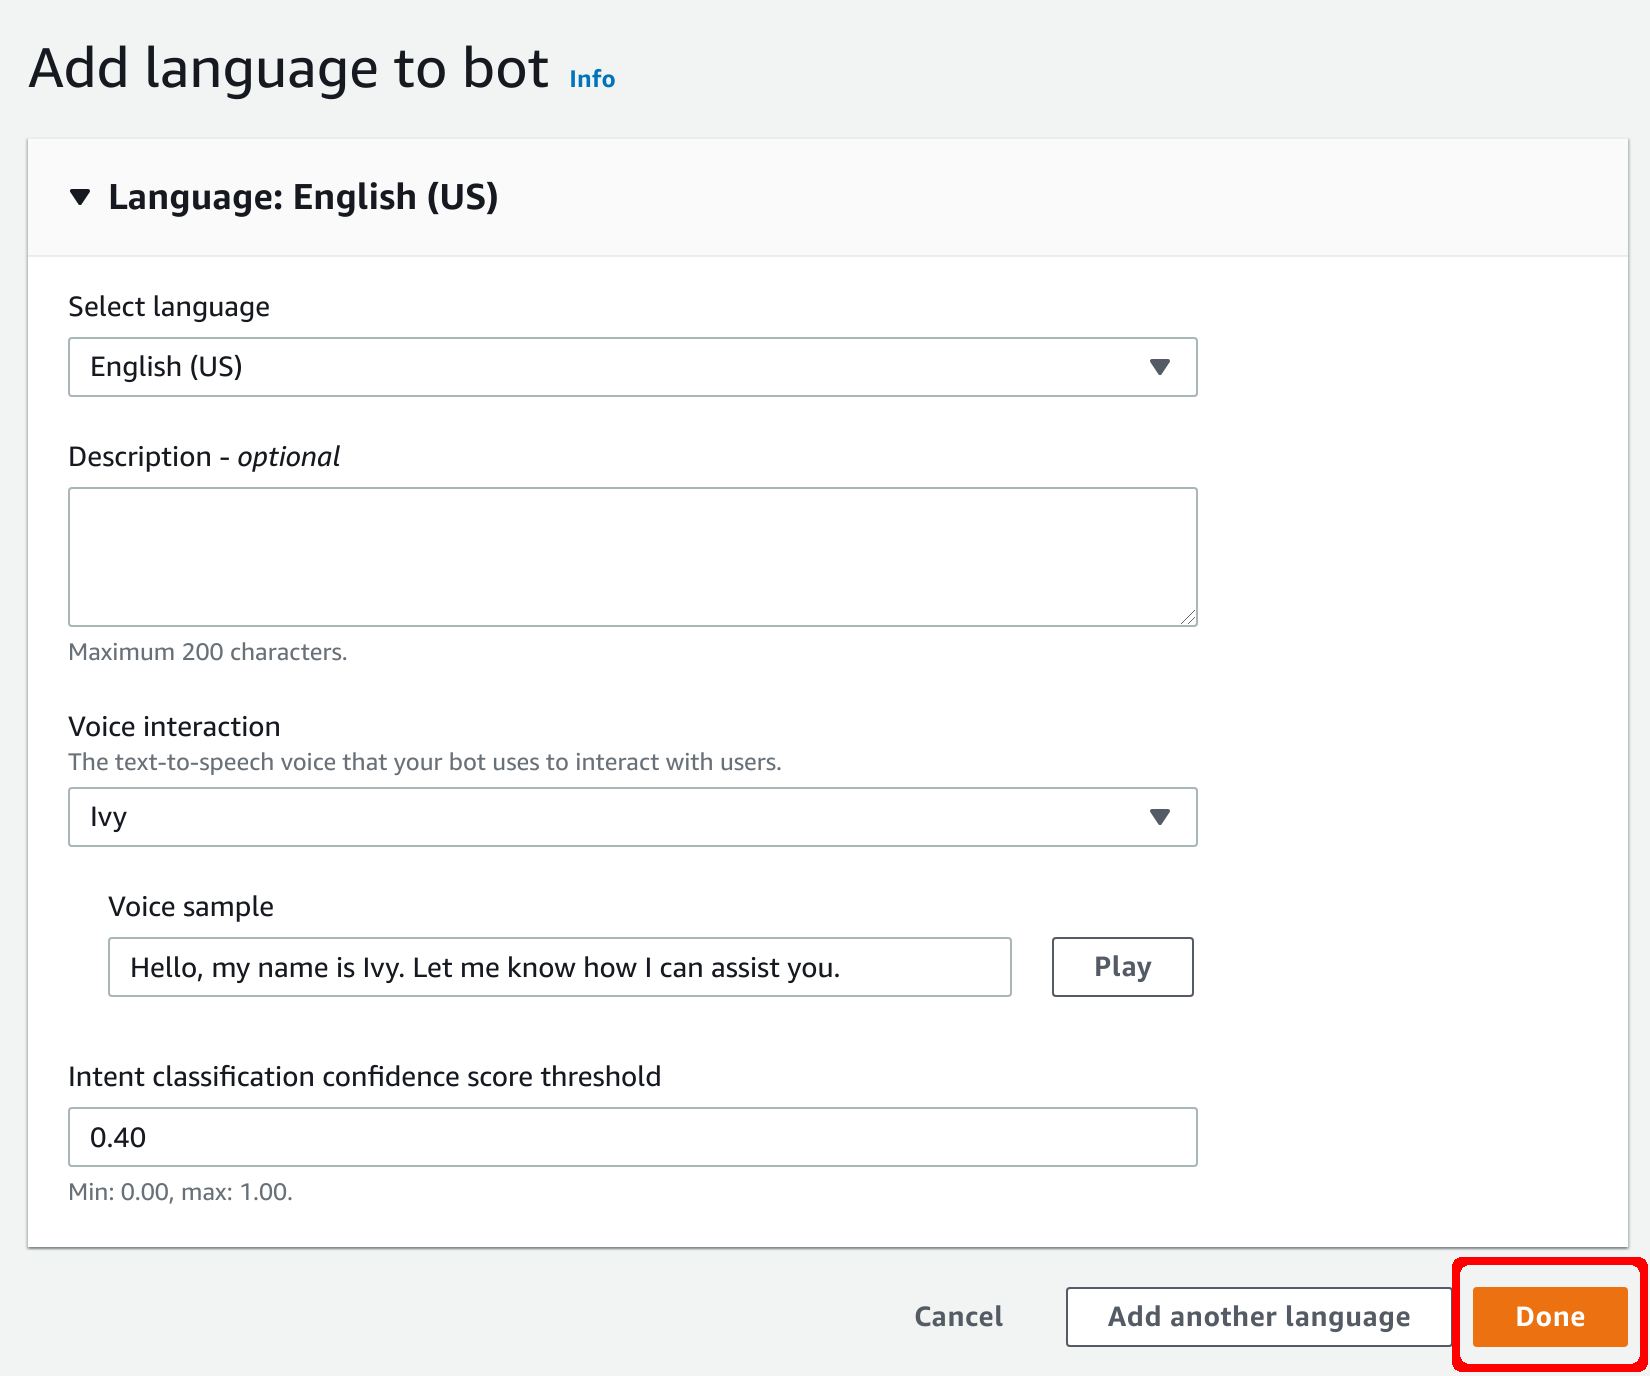 Add language to bot Info
Language: English (US)
Select language
English (US)
Description - optional
Maximum 200 characters.
Voice interaction
The text-to-speech voice that your bot uses to interact with users.
Ivy
Voice sample
Hello, my name is Ivy. Let me know how I can assist you.
Play
Intent classification confidence score threshold
0.40
Min: 0.00, max: 1.00.
Cancel
Add another language
Done